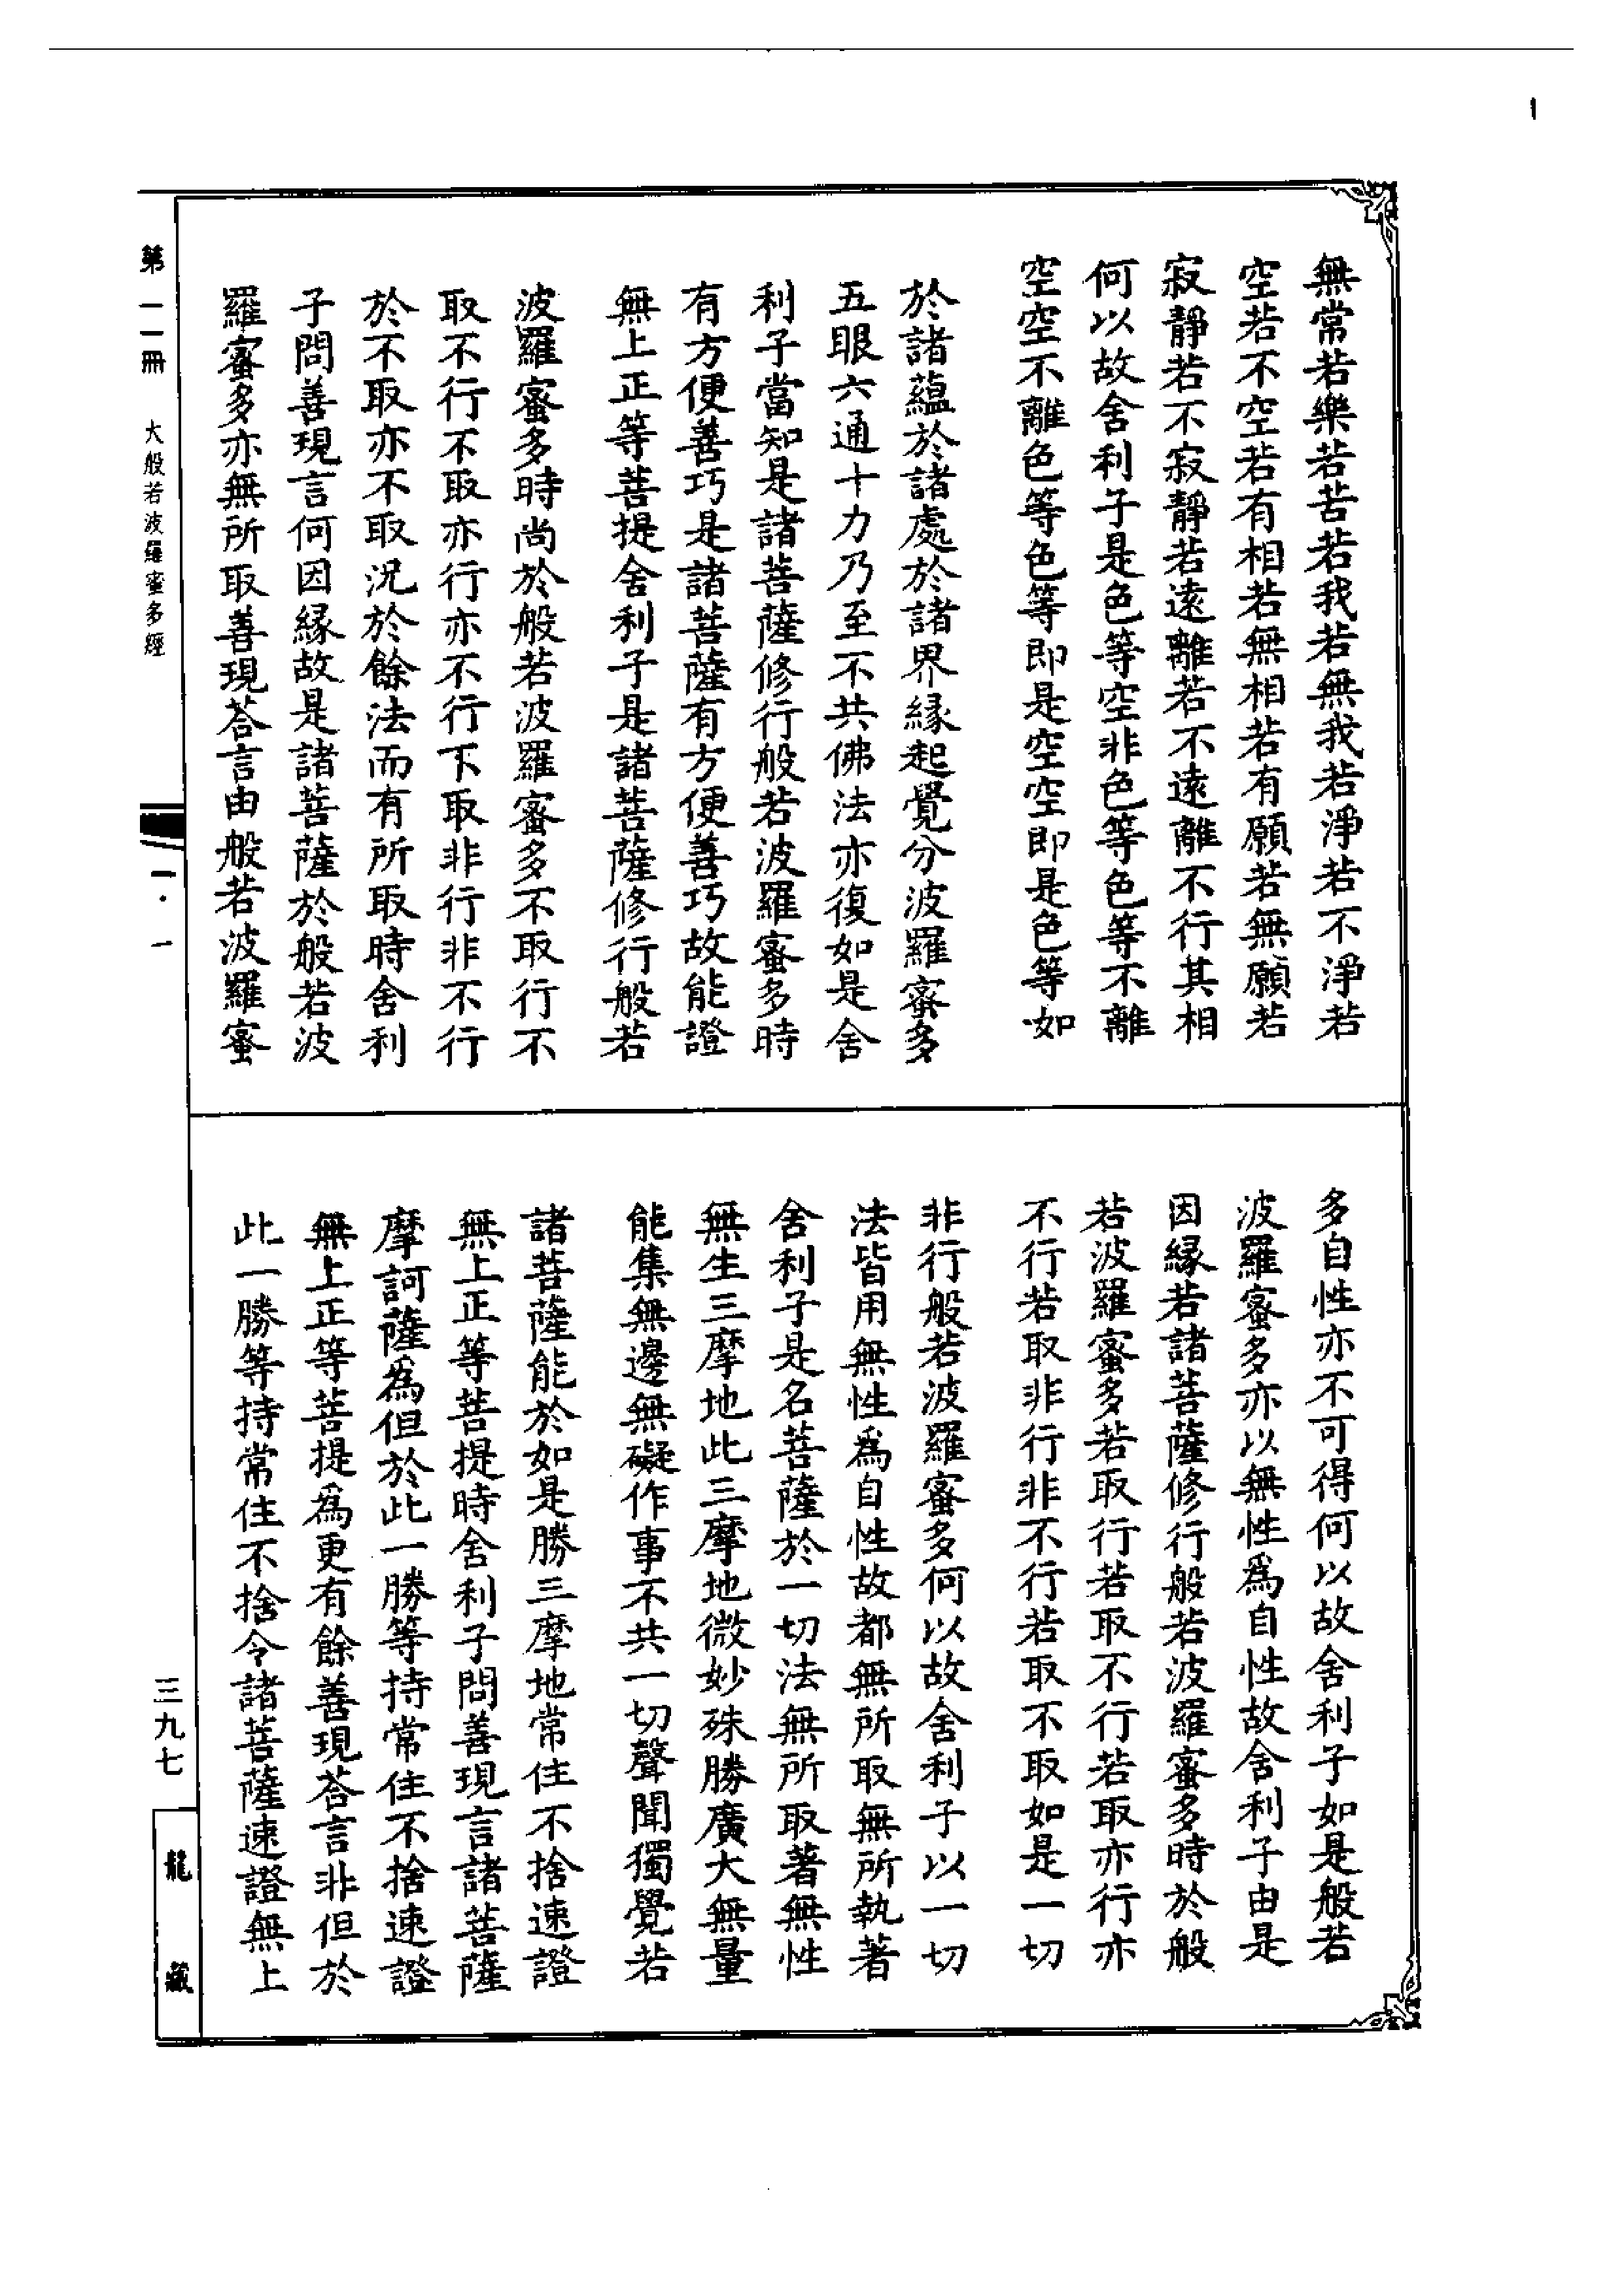 無常若樂若苦若我若無我若淨若不淨若
空若不空若有相若無相若有願若無願若
寂靜若不寂靜若遠離若不遠離不行其相
何以故舍利子是色等空非色等色等不離
空空不離色等色等即是空空即是色等如
於諸蘊於諸處於諸界緣起覺分波羅蜜多
五眼六通十力乃至不共佛法亦復如是舍
利子當知是諸菩薩修行般若波羅蜜多時
有方便善巧是諸菩薩有方便善巧故能證
無上正等菩提舍利子是諸菩薩修行般若
波羅蜜多時尚於般若波羅蜜多不取行不
取不行不取亦行亦不行下取非行非不行
於不取亦不取況於餘法而有所取時舍利
子問善現言何因緣故是諸菩薩於般若波
羅蜜多亦無所取善現荅言由般若波羅蜜
多自性亦不可得何以故舍利子如是般若
波羅蜜多亦以無性爲自性故舍利子由是
因緣若諸菩薩修行般若波羅蜜多時於般
若波羅蜜多若取行若取不行若取亦行亦
不行若取非行非不行若取不取如是一切
非行般若波羅蜜多何以故舍利子以一切
法皆用無性爲自性故都無所取無所執著
舍利子是名菩薩於一切法無所取著無性
無生三摩地此三摩地微妙殊勝廣大無量
能集無邊無礙作事不共一切聲聞獨覺若
諸菩薩能於如是勝三摩地常住不捨速證
無上正等菩提時舍利子問善現言諸菩薩
摩訶薩爲但於此一勝等持常住不捨速證
無上正等菩提爲更有餘善現荅言非但於
此一勝等持常住不捨令諸菩薩速證無上
第一一冊 大般若波羅蜜多經
一·一
三九七
龍藏
1